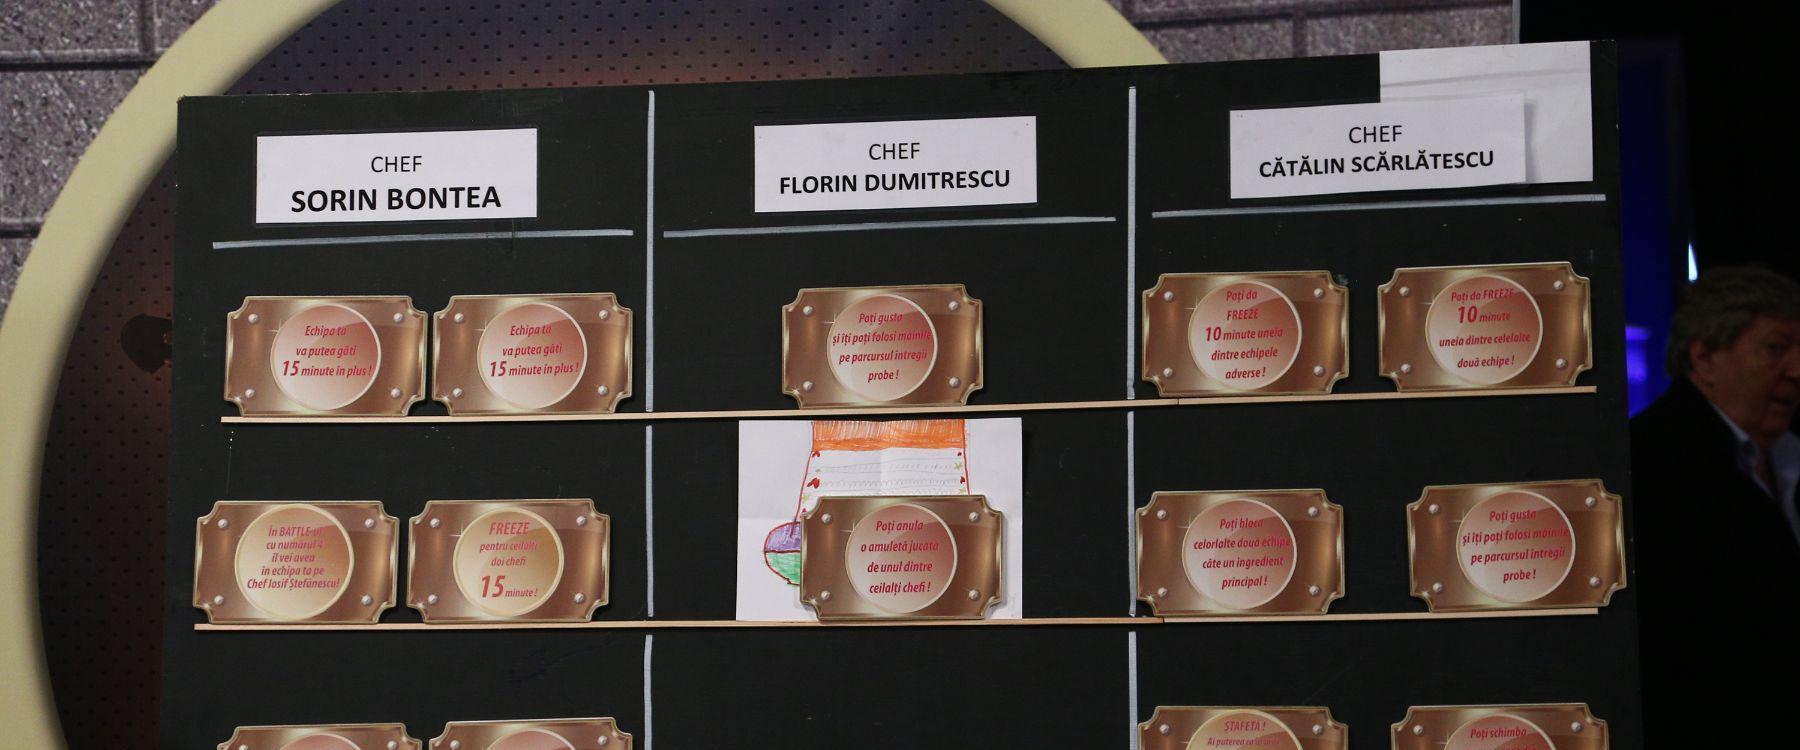 CHEF
SORIN BONTEA
CHEF
FLORIN DUMITRESCU
CHEF
CĂTĂLIN SCĂRLĂTESCU
Echipa ta
va putea găti
15 minute în plus !
Echipa ta
va putea găti
15 minute în plus !
Poți gusta
și îți poți folosi mâinile
pe parcursul întregii
probe !
Poți da
FREEZE
10 minute uneia
dintre echipele
adverse !
Poți da FREEZE
10 minute
uneia dintre celelalte
două echipe !
În BATTLE-ul
cu numărul 4
îl vei avea
în echipa ta pe
Chef Iosif Ștefănescu!
FREEZE
pentru ceilalți
doi chefi
15 minute !
Poți anula
o amuletă jucată
de unul dintre
ceilalți chefi !
Poți bloca
celorlalte două echipe
câte un ingredient
principal !
Poți gusta
și îți poți folosi mâinile
pe parcursul întregii
probe !
ȘTAFETA !
Ai puterea ca
Poți schimba